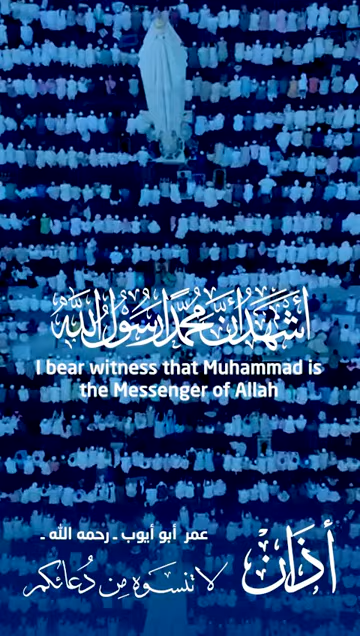 أشهد أن محمدا رسول الله
I bear witness that Muhammad is
the Messenger of Allah
أذان
عمر أبو أيوب - رحمه الله -
لا تنسوه من دعائكم